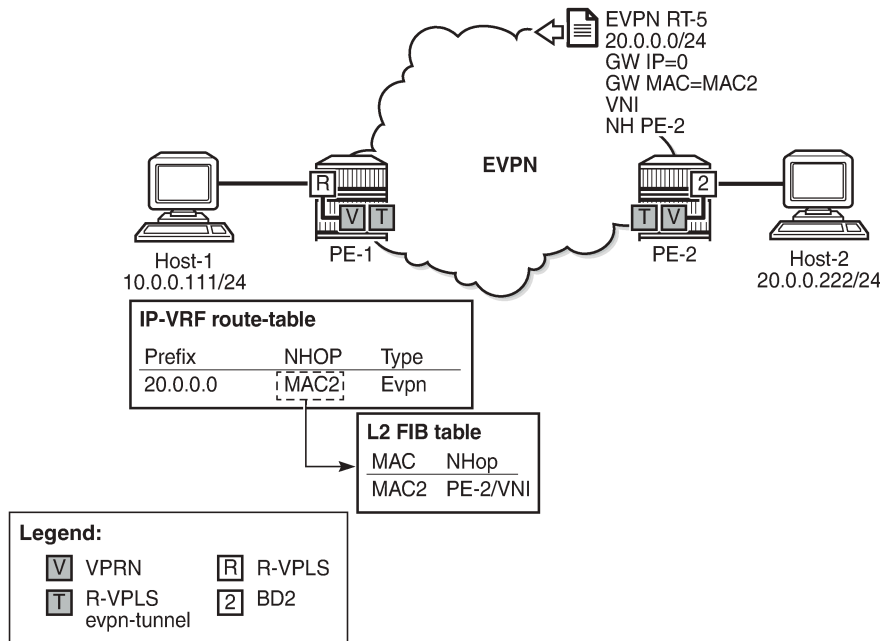 EVPN RT-5
20.0.0.0/24
GW IP=0
GW MAC=MAC2
VNI
NH PE-2
EVPN
R
V T
PE-1
2
T V
PE-2
Host-1
10.0.0.111/24
Host-2
20.0.0.222/24
IP-VRF route-table
Prefix NHOP Type
20.0.0.0 MAC2 Evpn
L2 FIB table
MAC NHop
MAC2 PE-2/VNI
Legend:
V VPRN
R R-VPLS
T R-VPLS
evpn-tunnel
2 BD2